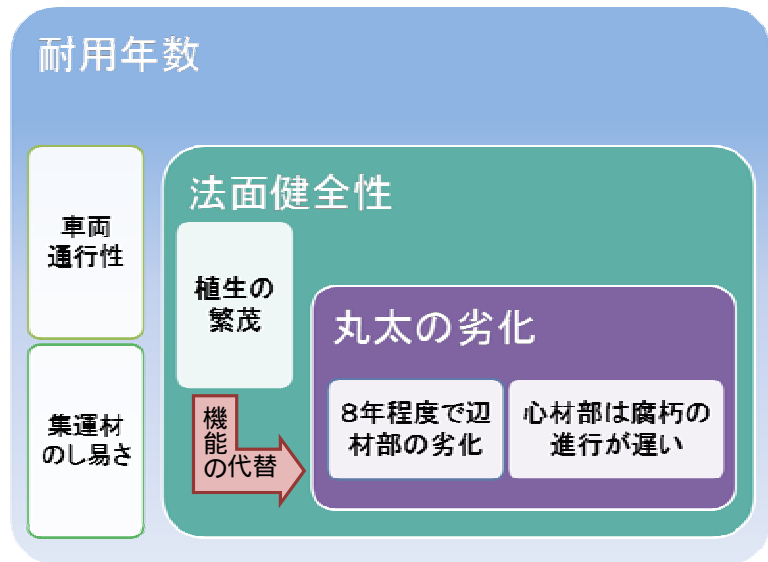 耐用年数
車両
通行性
集運材
のし易さ
法面健全性
植生の
繁茂
機
能
の代替
丸太の劣化
８年程度で辺
材部の劣化
心材部は腐朽の
進行が遅い